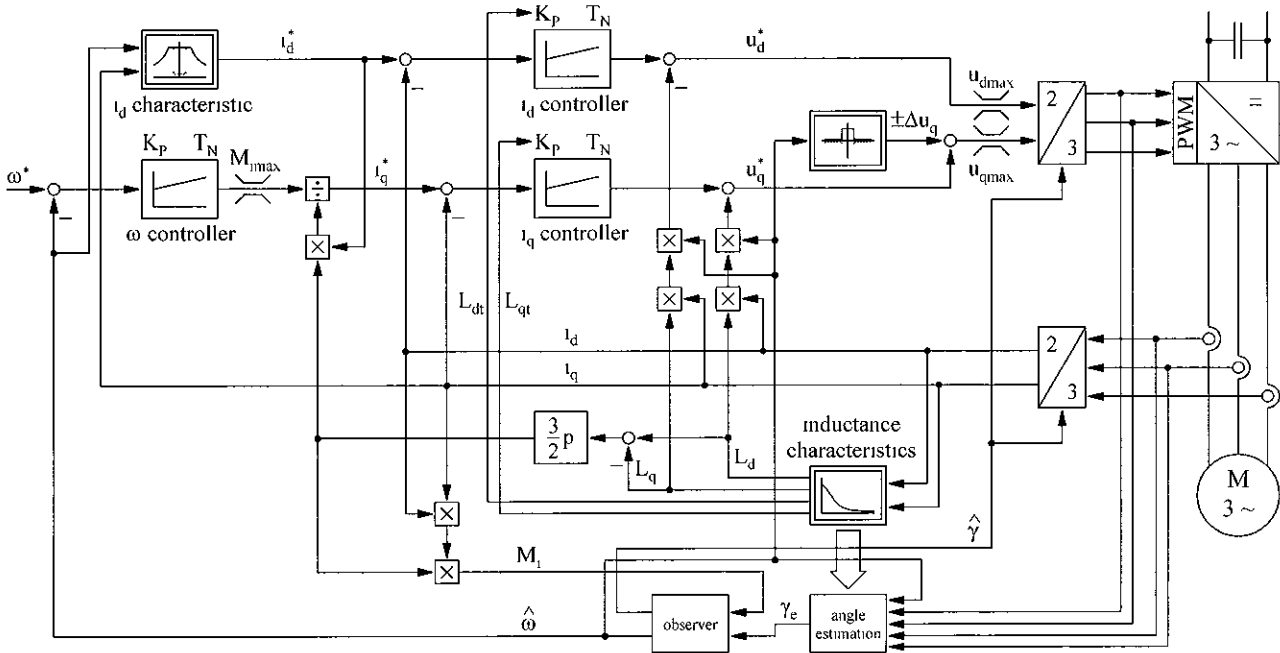 K_P T_N
i_d^*
u_d^*
u_dmax
i_d characteristic
i_d controller
2
3
PWM
=
3 ~
±Δu_q
K_P T_N
M_imax
K_P T_N
ω*
÷
i_q^*
u_q^*
u_qmax
ω controller
×
i_q controller
×
×
L_dt
L_qt
×
×
i_d
2
3
i_q
3/2 p
inductance
characteristics
L_q
L_d
M
3 ~
×
γ̂
×
M_i
ω̂
observer
γ_e
angle
estimation